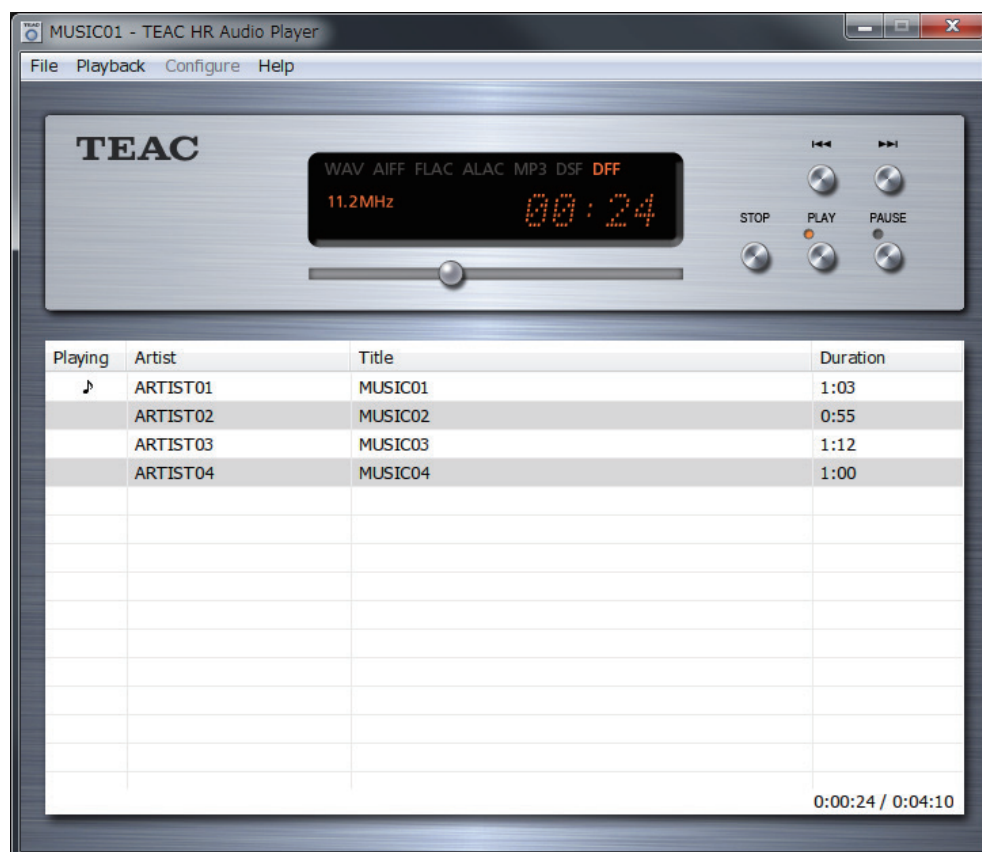 MUSIC01 - TEAC HR Audio Player
File Playback Configure Help
TEAC
WAV AIFF FLAC ALAC MP3 DSF DFF
11.2MHz 00:24
STOP PLAY PAUSE
Playing Artist Title Duration
♪ ARTIST01 MUSIC01 1:03
ARTIST02 MUSIC02 0:55
ARTIST03 MUSIC03 1:12
ARTIST04 MUSIC04 1:00
0:00:24 / 0:04:10